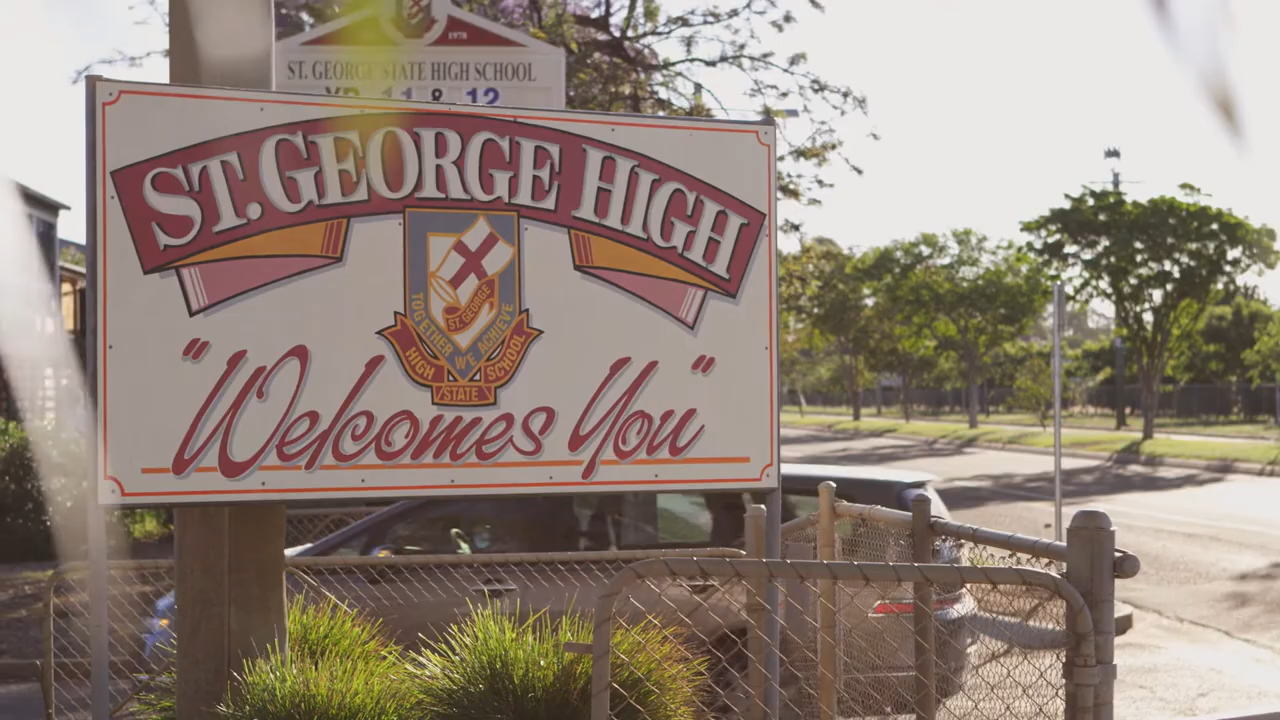 1978
ST. GEORGE STATE HIGH SCHOOL
YR 11 & 12
ST. GEORGE HIGH
ST. GEORGE
TOGETHER WE ACHIEVE
HIGH STATE SCHOOL
"Welcomes You"